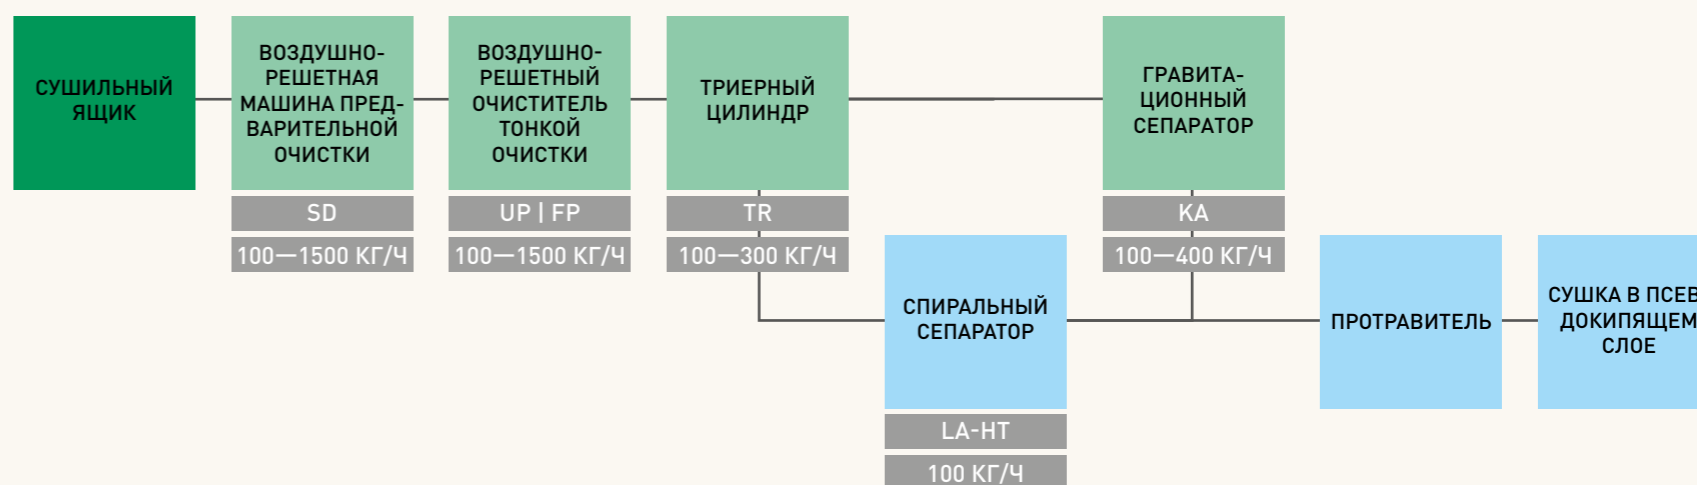 СУШИЛЬНЫЙ
ЯЩИК
ВОЗДУШНО-
РЕШЕТНАЯ
МАШИНА ПРЕД-
ВАРИТЕЛЬНОЙ
ОЧИСТКИ
SD
100—1500 КГ/Ч
ВОЗДУШНО-
РЕШЕТНЫЙ
ОЧИСТИТЕЛЬ
ТОНКОЙ
ОЧИСТКИ
UP | FP
100—1500 КГ/Ч
ТРИЕРНЫЙ
ЦИЛИНДР
TR
100—300 КГ/Ч
СПИРАЛЬНЫЙ
СЕПАРАТОР
LA-HT
100 КГ/Ч
ГРАВИТА-
ЦИОННЫЙ
СЕПАРАТОР
KA
100—400 КГ/Ч
ПРОТРАВИТЕЛЬ
СУШКА В ПСЕВ
ДОКИПЯЩЕМ
СЛОЕ